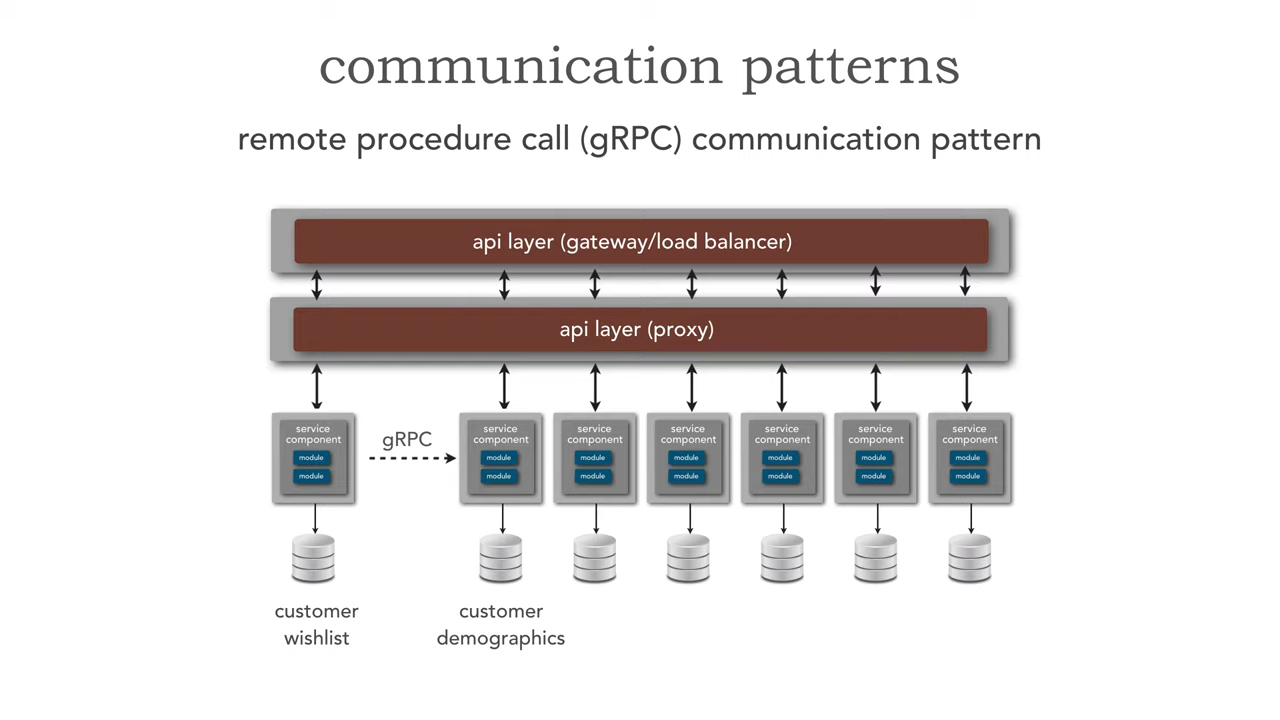 communication patterns
remote procedure call (gRPC) communication pattern
api layer (gateway/load balancer)
api layer (proxy)
service
component
module
module
gRPC
service
component
module
module
service
component
module
module
service
component
module
module
service
component
module
module
service
component
module
module
service
component
module
module
customer
wishlist
customer
demographics